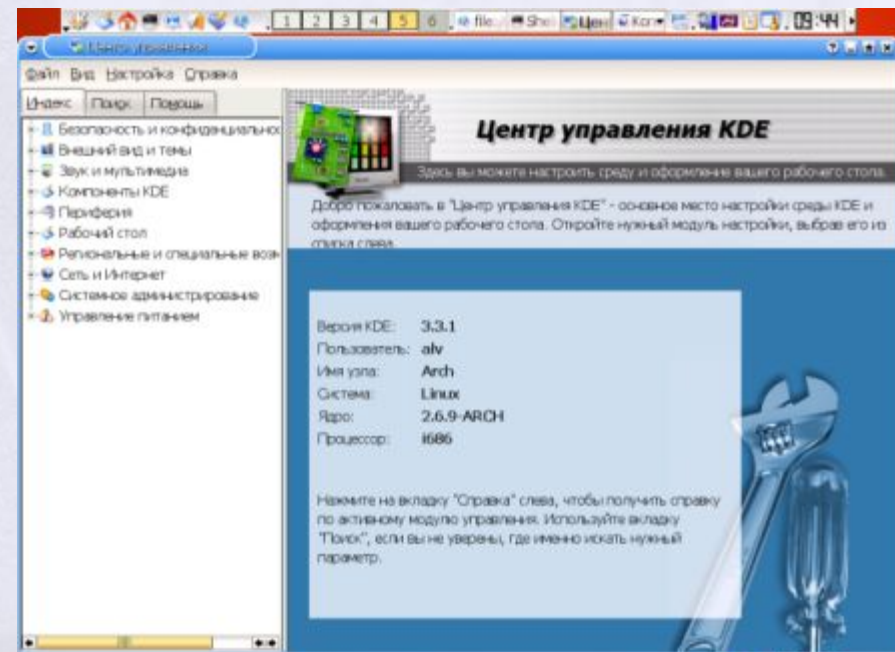 1 2 3 4 5 6 file She Цен Кон 09:44
Центр управления
Файл Вид Настройка Справка
Индекс Поиск Помощь
Безопасность и конфиденциальнос
Внешний вид и темы
Звук и мультимедиа
Компоненты KDE
Периферия
Рабочий стол
Региональные и специальные возм
Сеть и Интернет
Системное администрирование
Управление питанием
Центр управления KDE
Здесь вы можете настроить среду и оформление вашего рабочего стола.
Добро пожаловать в "Центр управления KDE" - основное место настройки среды KDE и
оформления вашего рабочего стола. Откройте нужный модуль настройки, выбрав его из
списка слева.
Версия KDE: 3.3.1
Пользователь: alv
Имя узла: Arch
Система: Linux
Ядро: 2.6.9-ARCH
Процессор: i686
Нажмите на вкладку "Справка" слева, чтобы получить справку
по активному модулю управления. Используйте вкладку
"Поиск", если вы не уверены, где именно искать нужный
параметр.